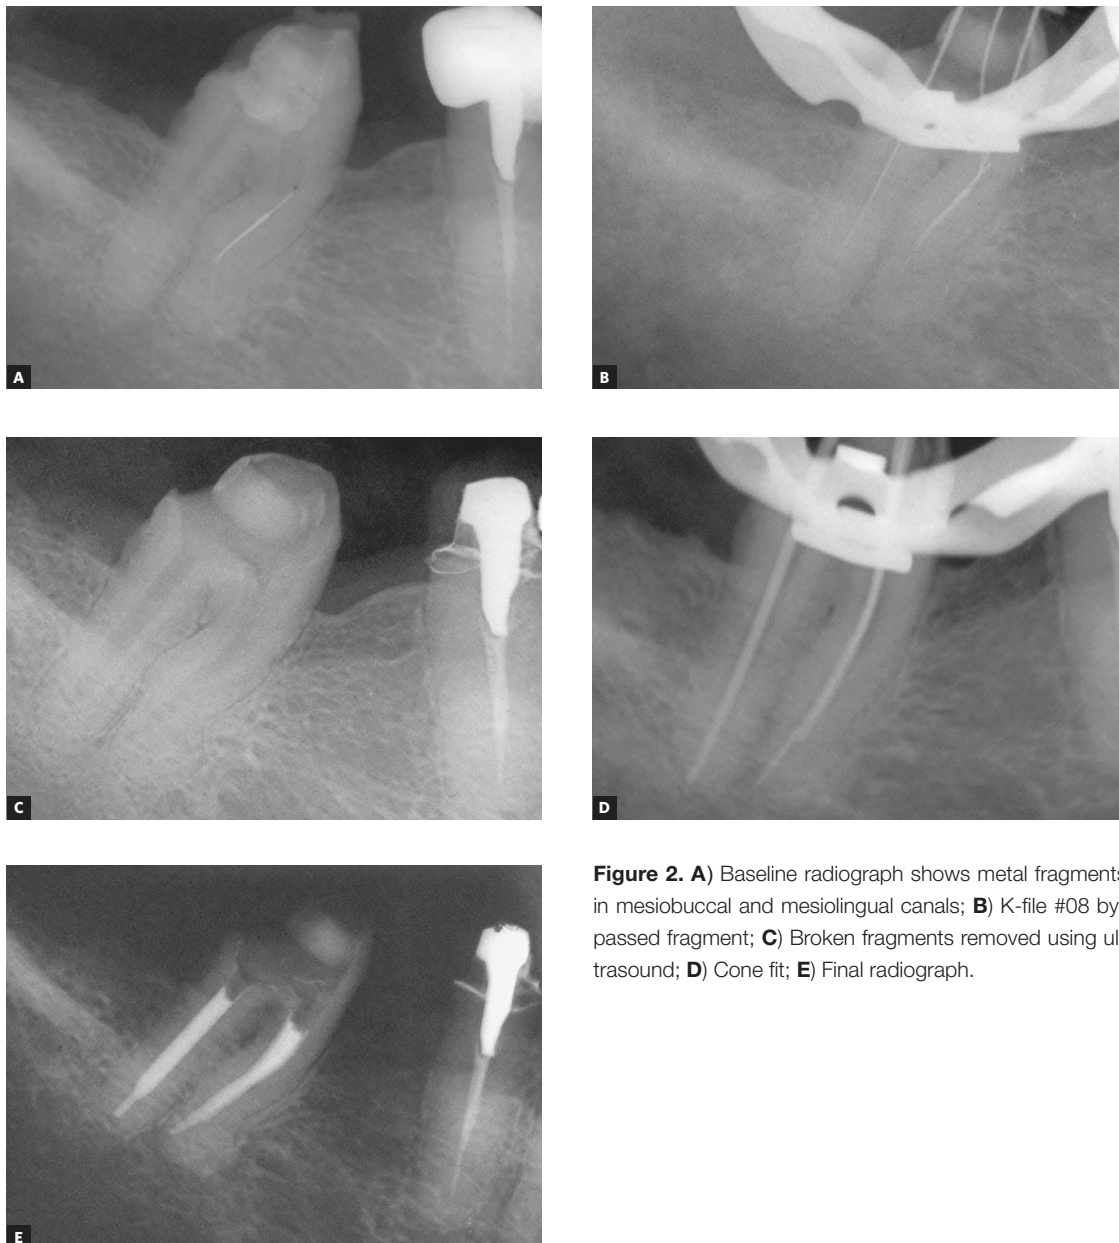 A
B
C
D
E
Figure 2. A) Baseline radiograph shows metal fragments
in mesiobuccal and mesiolingual canals; B) K-file #08 by
passed fragment; C) Broken fragments removed using ul
trasound; D) Cone fit; E) Final radiograph.